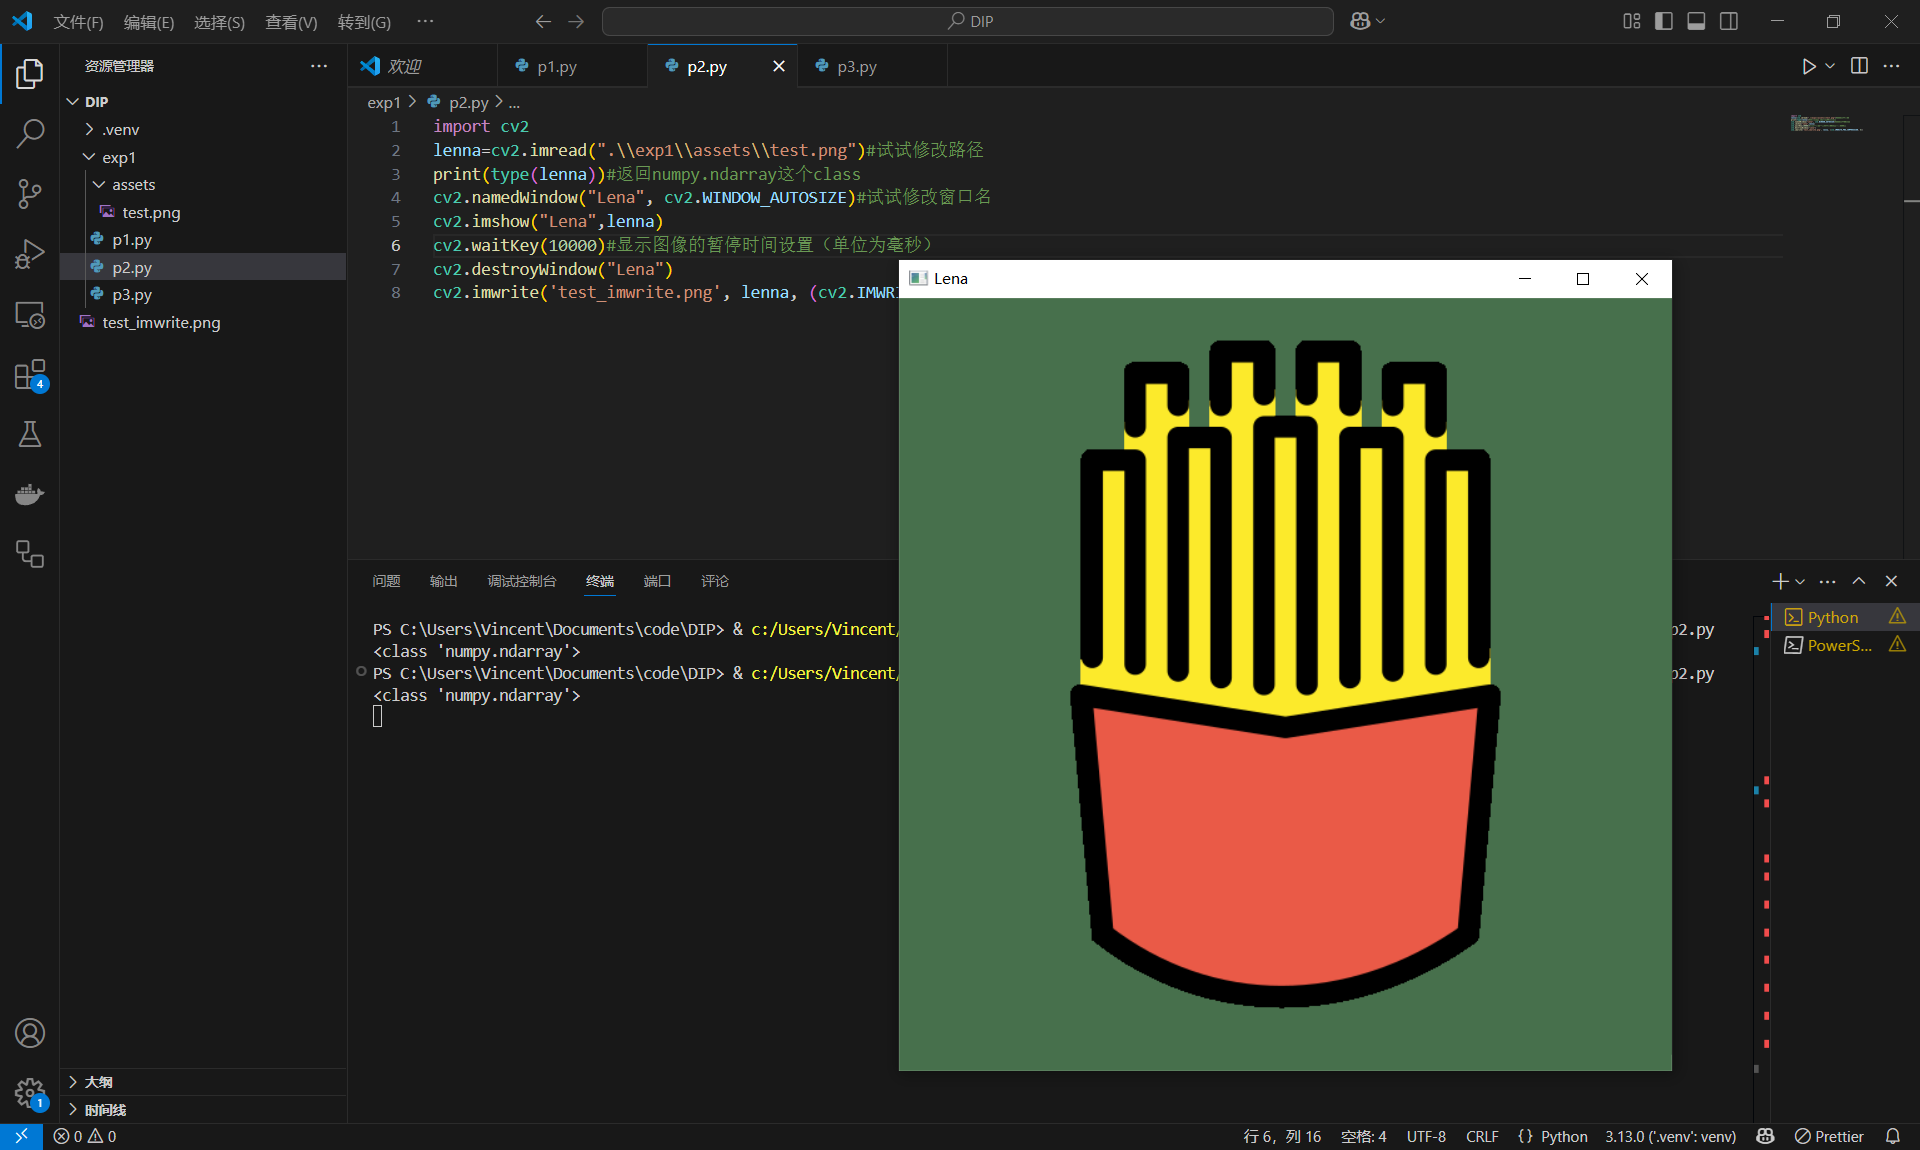 文件(F) 编辑(E) 选择(S) 查看(V) 转到(G) ··· DIP
资源管理器 ···
欢迎 p1.py p2.py p3.py
exp1 > p2.py > ...
DIP
.venv
exp1
assets
test.png
p1.py
p2.py
p3.py
test_imwrite.png
大纲
时间线
4
1
1 import cv2
2 lenna=cv2.imread(".\\exp1\\assets\\test.png")#试试修改路径
3 print(type(lenna))#返回numpy.ndarray这个class
4 cv2.namedWindow("Lena", cv2.WINDOW_AUTOSIZE)#试试修改窗口名
5 cv2.imshow("Lena",lenna)
6 cv2.waitKey(10000)#显示图像的暂停时间设置（单位为毫秒）
7 cv2.destroyWindow("Lena")
8 cv2.imwrite('test_imwrite.png', lenna, (cv2.IMWR
Lena
问题 输出 调试控制台 终端 端口 评论
PS C:\Users\Vincent\Documents\code\DIP> & c:/Users/Vincent/ p2.py
<class 'numpy.ndarray'>
PS C:\Users\Vincent\Documents\code\DIP> & c:/Users/Vincent/ p2.py
<class 'numpy.ndarray'>
Python
PowerS...
0 0 行 6，列 16 空格: 4 UTF-8 CRLF {} Python 3.13.0 ('.venv': venv) Prettier